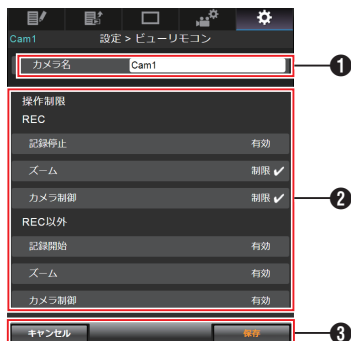 Cam1 設定 > ビューリモコン
カメラ名 Cam1 ❶
操作制限
REC
記録停止 有効
ズーム 制限 ✔
カメラ制御 制限 ✔ ❷
REC以外
記録開始 有効
ズーム 有効
カメラ制御 有効
キャンセル 保存 ❸